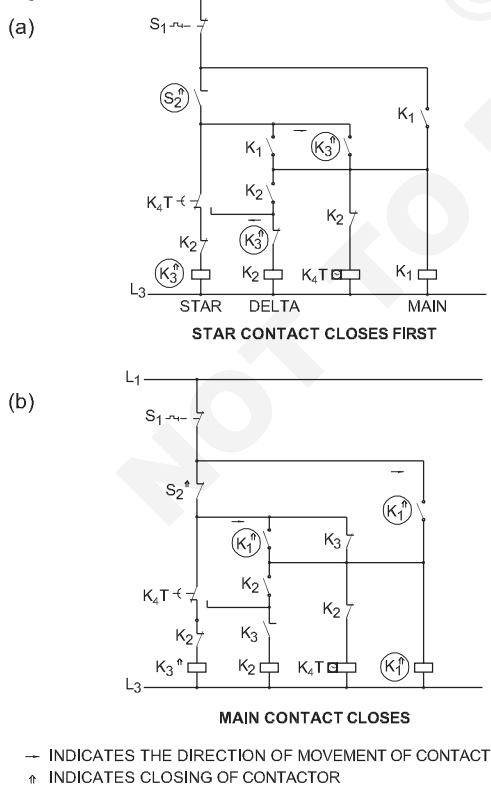 (a)
S1
S2
K1
K1
K3
K2
K4T
K2
K3
K2
K3
K2
K4T
K1
L3
STAR DELTA MAIN
STAR CONTACT CLOSES FIRST
L1
(b)
S1
S2
K1
K1
K3
K2
K4T
K2
K2
K3
K3
K2
K4T
K1
L3
MAIN CONTACT CLOSES
→ INDICATES THE DIRECTION OF MOVEMENT OF CONTACT
⇑ INDICATES CLOSING OF CONTACTOR
NOT TO